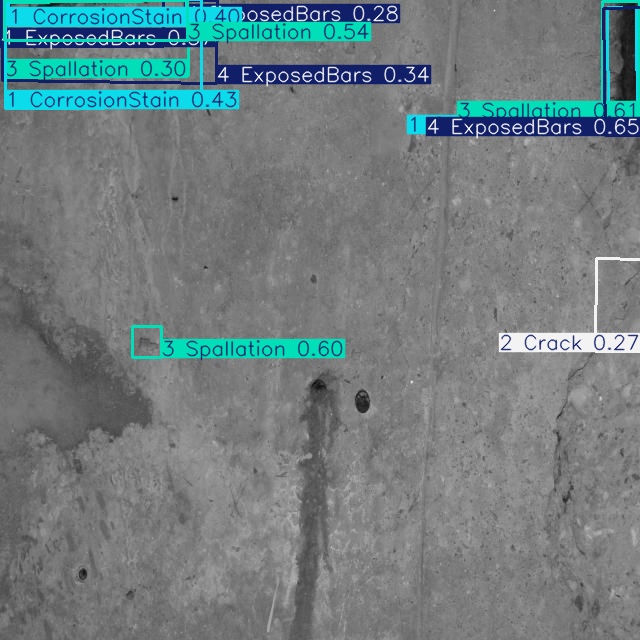 1 CorrosionStain 0.40
osedBars 0.28
3 Spallation 0.54
1 ExposedBars 0.
3 Spallation 0.30
4 ExposedBars 0.34
1 CorrosionStain 0.43
3 Spallation 0.61
1
4 ExposedBars 0.65
2 Crack 0.27
3 Spallation 0.60